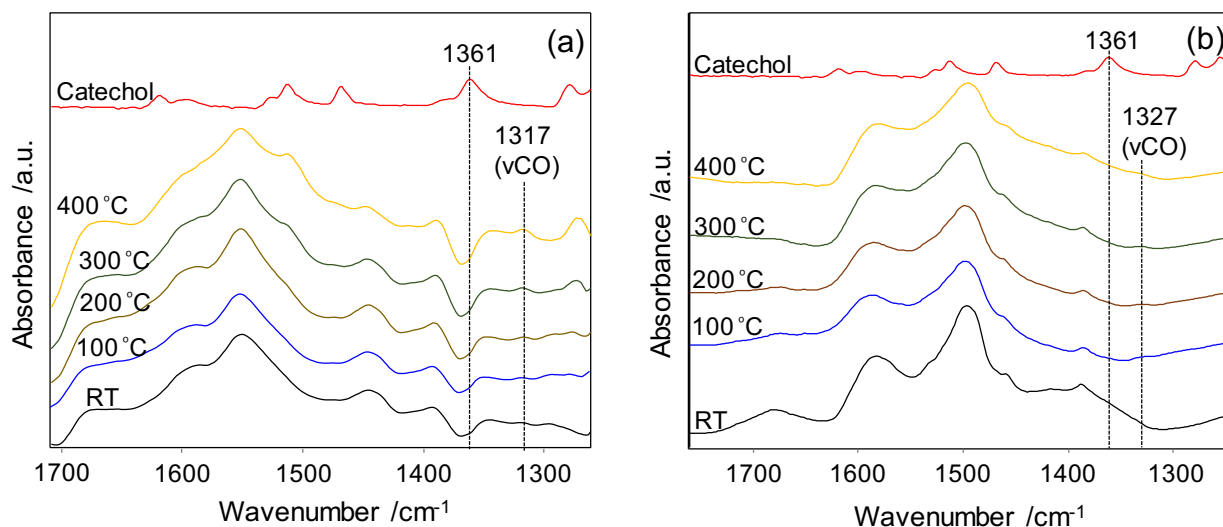 (a)
1361
Catechol
1317
(vCO)
400 °C
300 °C
200 °C
100 °C
RT
Absorbance /a.u.
1700 1600 1500 1400 1300
Wavenumber /cm-1
(b)
1361
Catechol
1327
(vCO)
400 °C
300 °C
200 °C
100 °C
RT
Absorbance /a.u.
1700 1600 1500 1400 1300
Wavenumber /cm-1